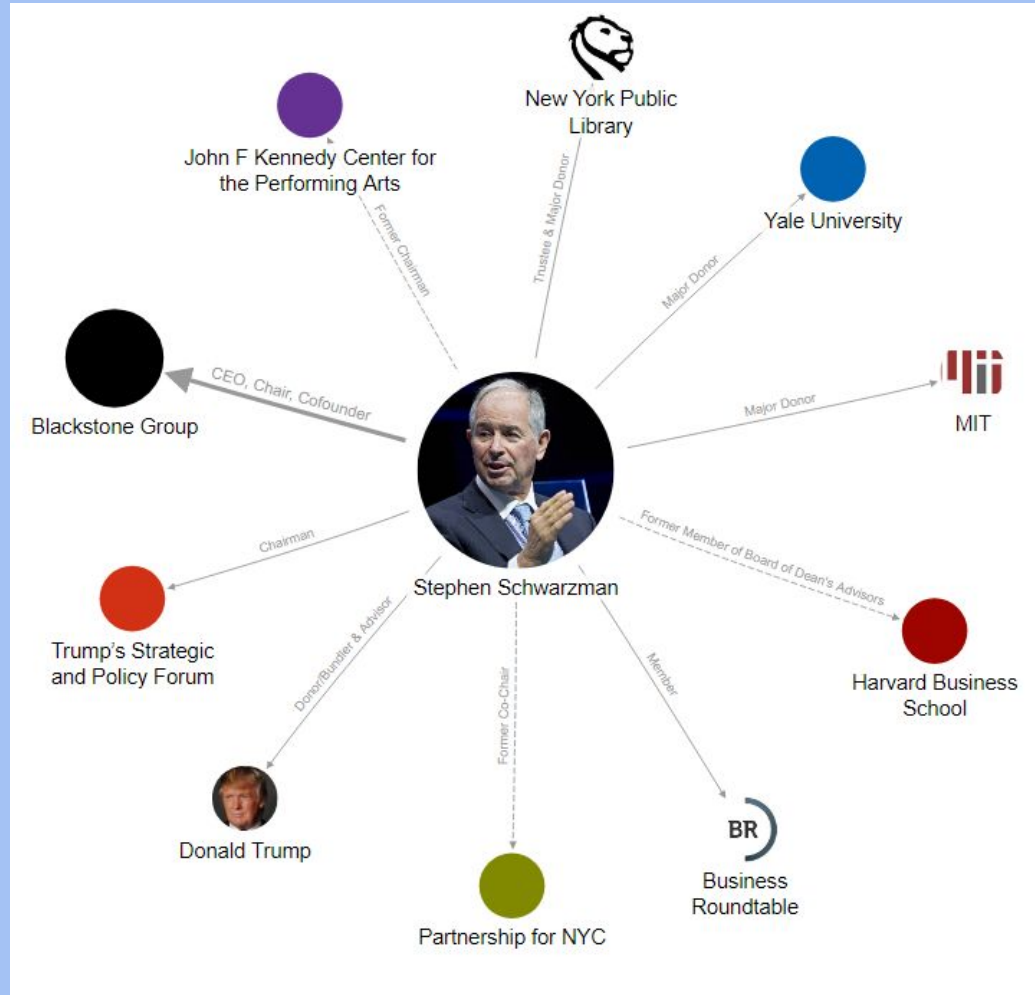 New York Public
Library
John F Kennedy Center for
the Performing Arts
Yale University
Former Chairman
Trustee & Major Donor
Major Donor
CEO, Chair, Cofounder
Blackstone Group
Major Donor
MIT
Chairman
Former Member of Board of Dean's Advisors
Stephen Schwarzman
Trump's Strategic
and Policy Forum
Donor/Bundler & Advisor
Former Co-Chair
Member
Harvard Business
School
Donald Trump
BR
Business
Roundtable
Partnership for NYC